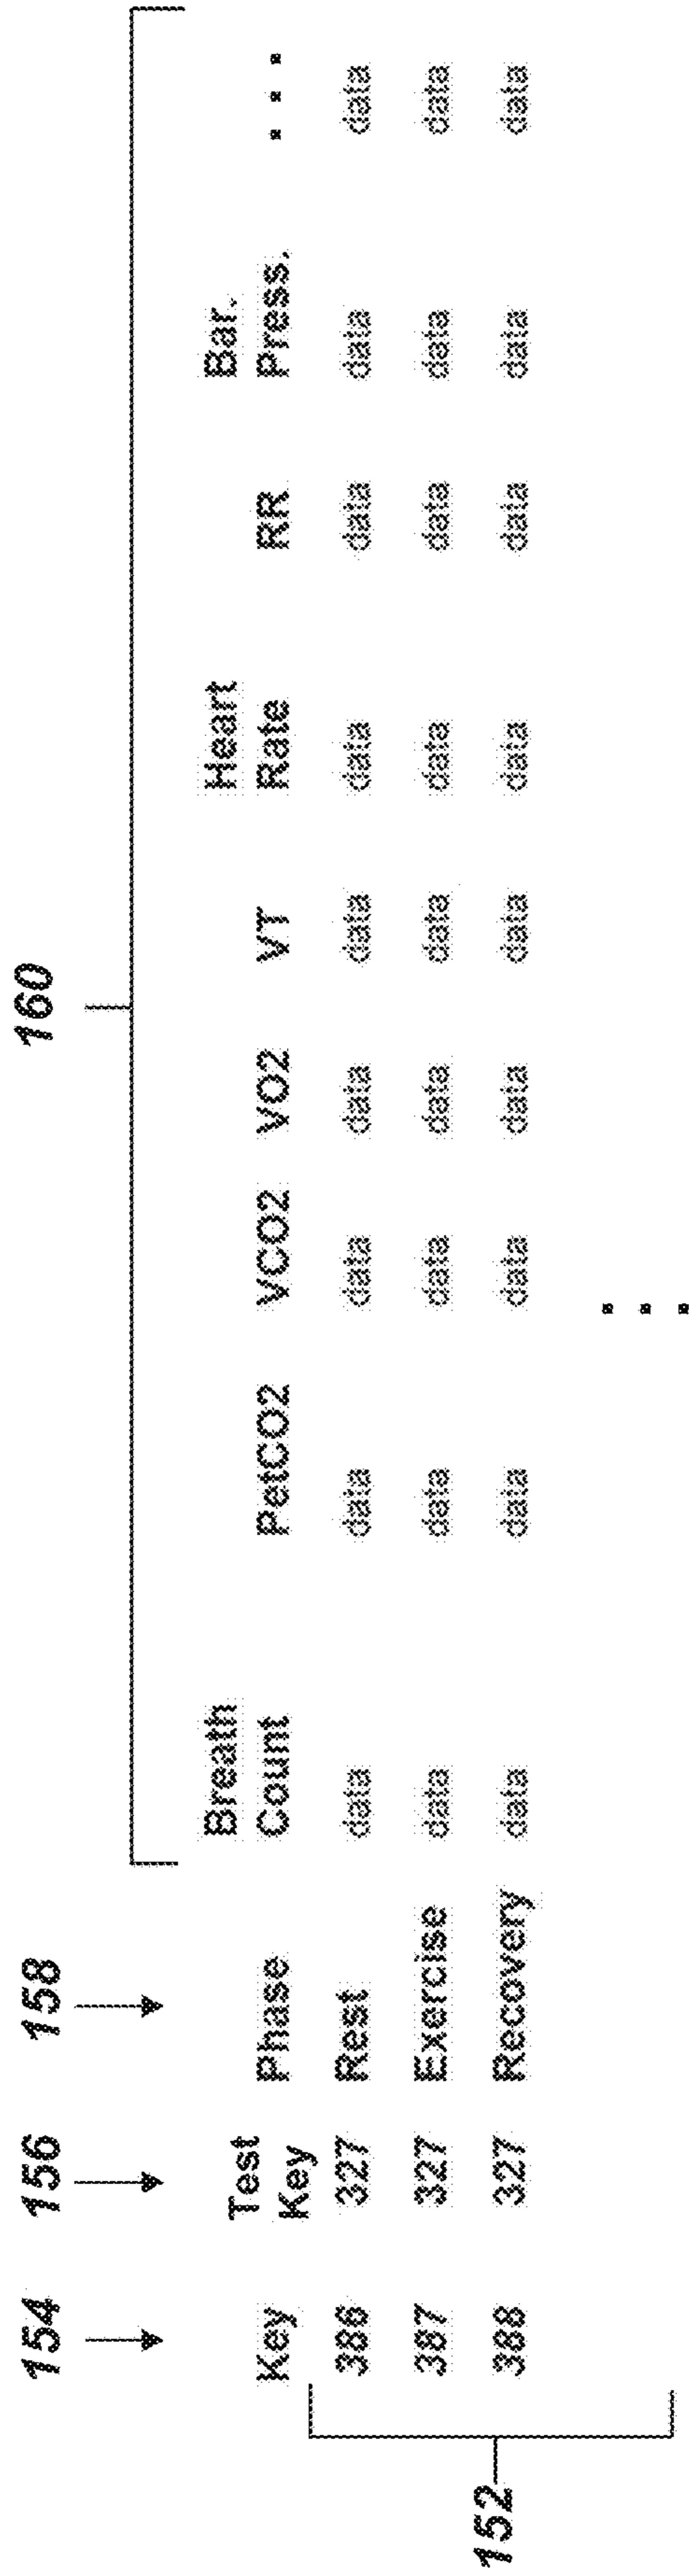 160
154 156 158
Breath Heart Bar.
Test
Key Key Phase Count PetCO2 VCO2 VO2 VT Rate RR Press. . . .
386 327 Rest data data data data data data data data data
387 327 Exercise data data data data data data data data data
388 327 Recovery data data data data data data data data data
152
. . .